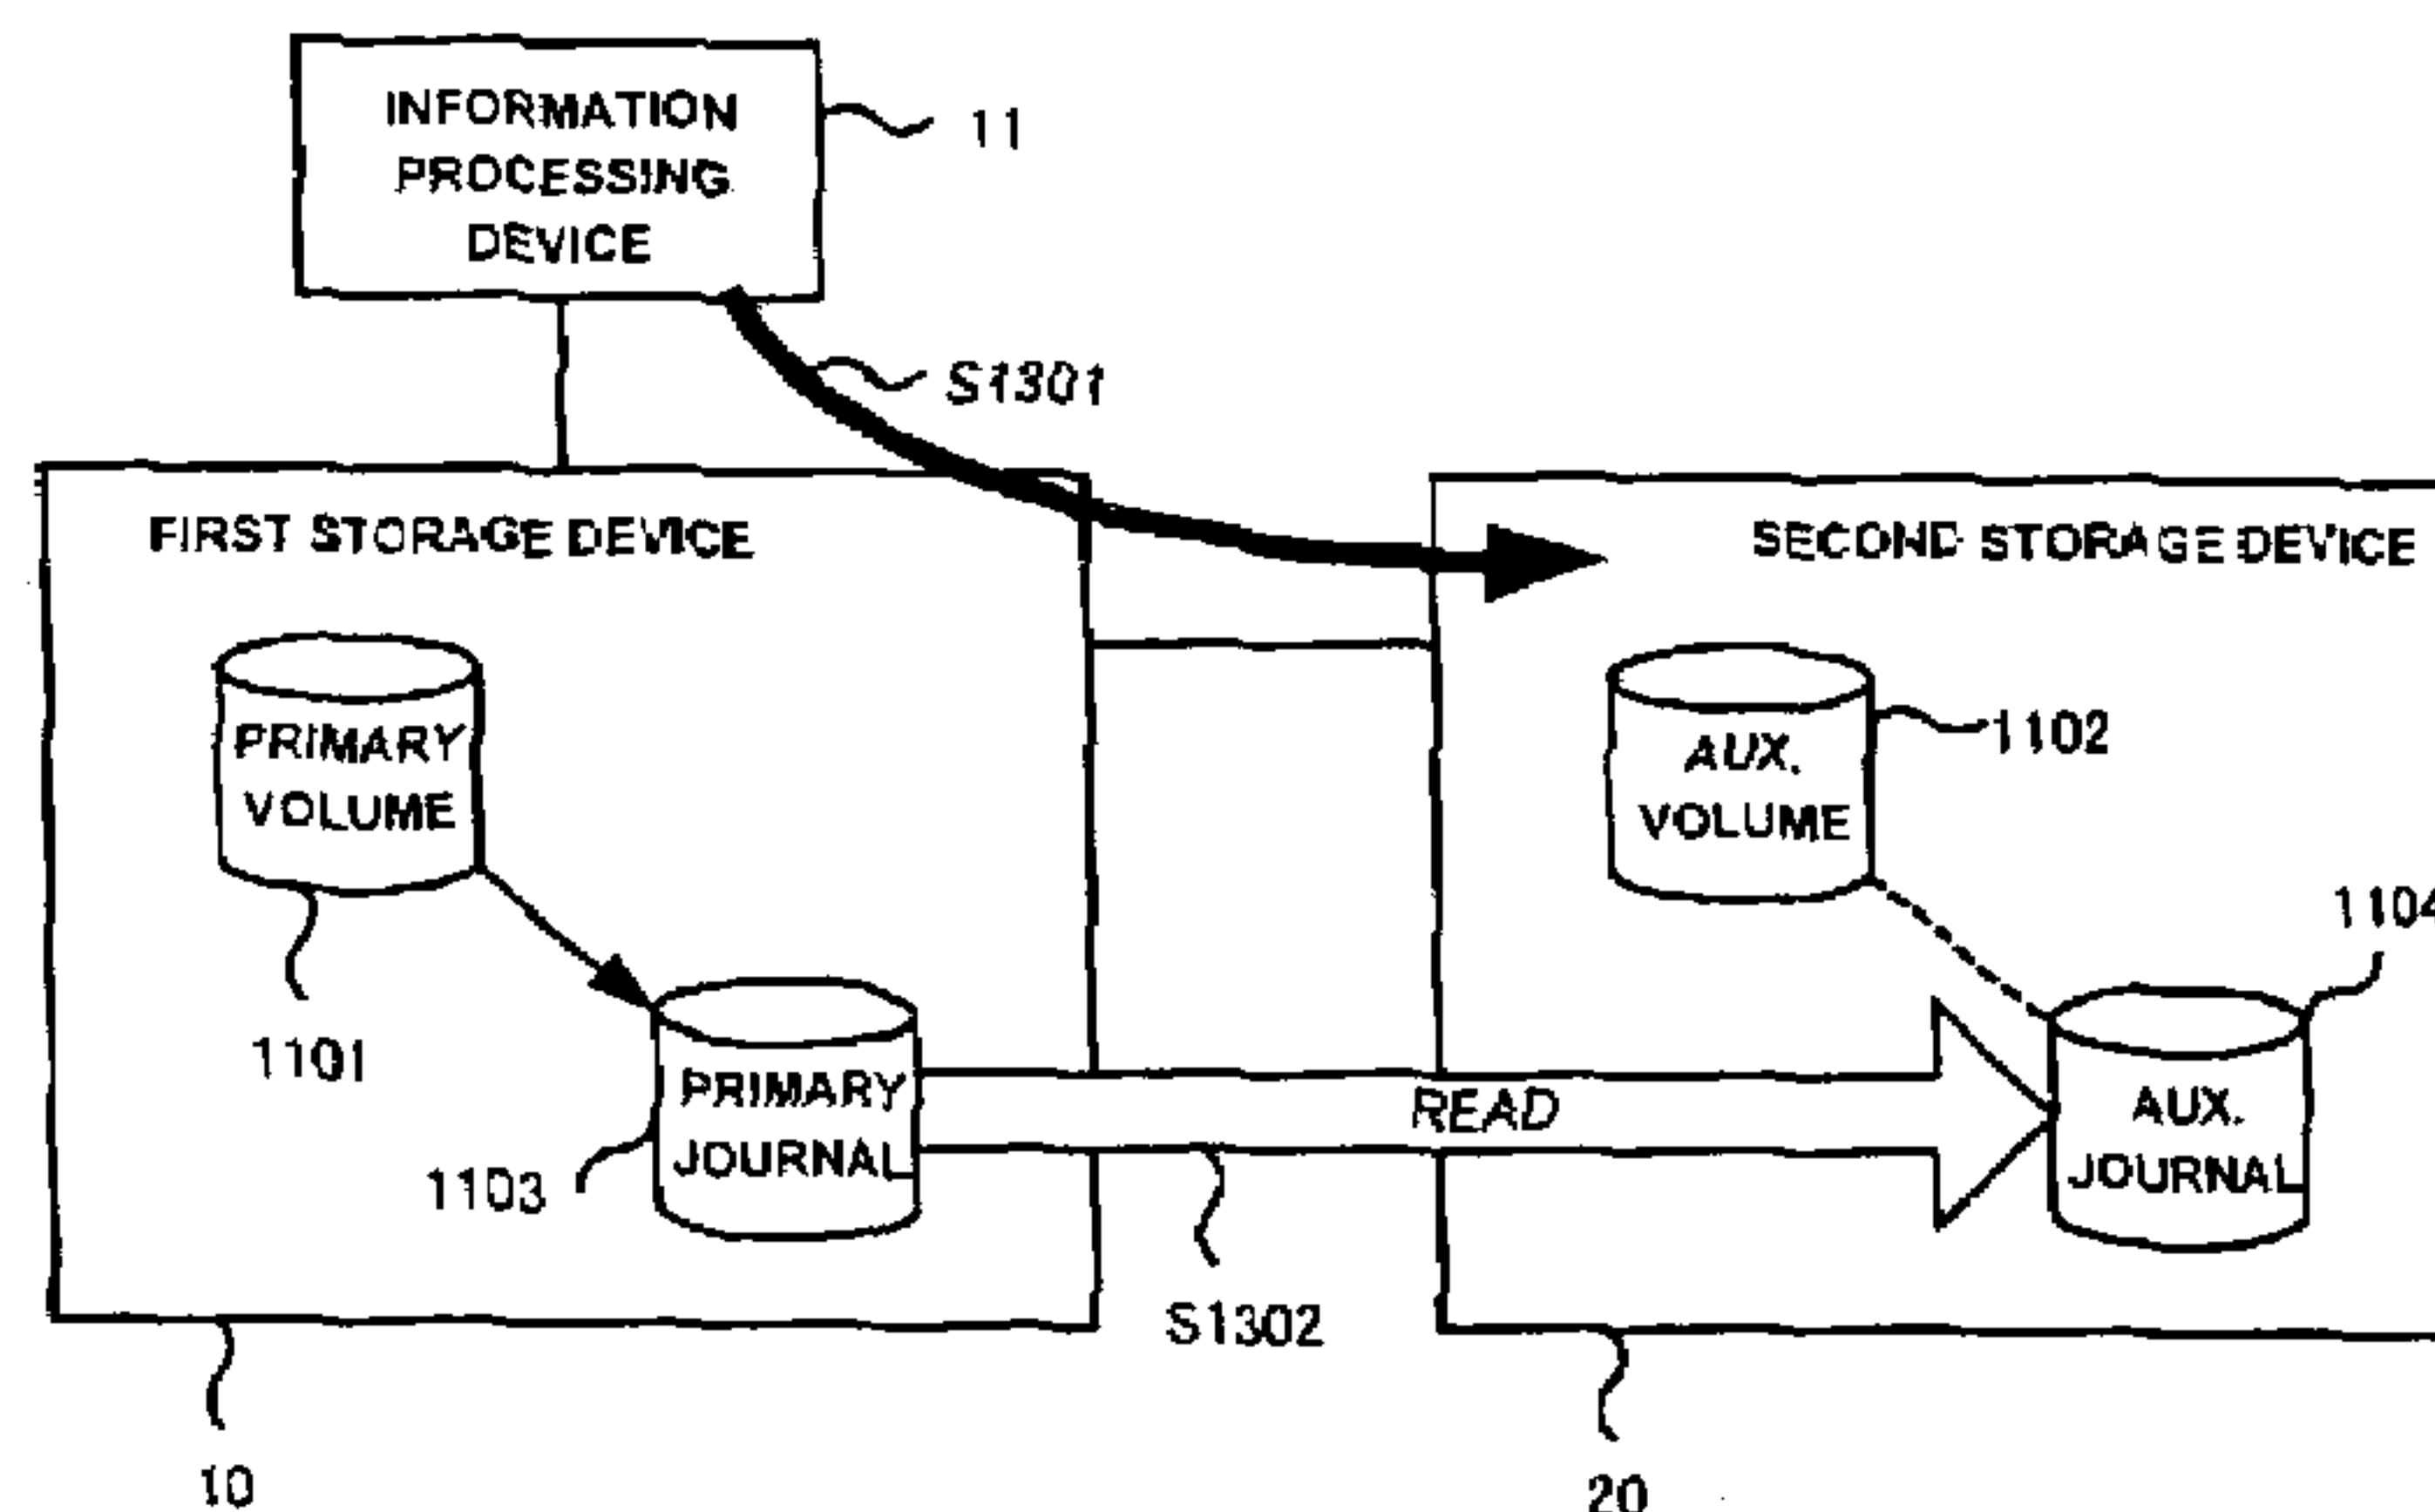 INFORMATION
PROCESSING
DEVICE
11
S1301
FIRST STORAGE DEVICE
SECOND STORAGE DEVICE
PRIMARY
VOLUME
AUX.
VOLUME
1102
1104
1101
PRIMARY
JOURNAL
READ
AUX.
JOURNAL
1103
S1302
10
20